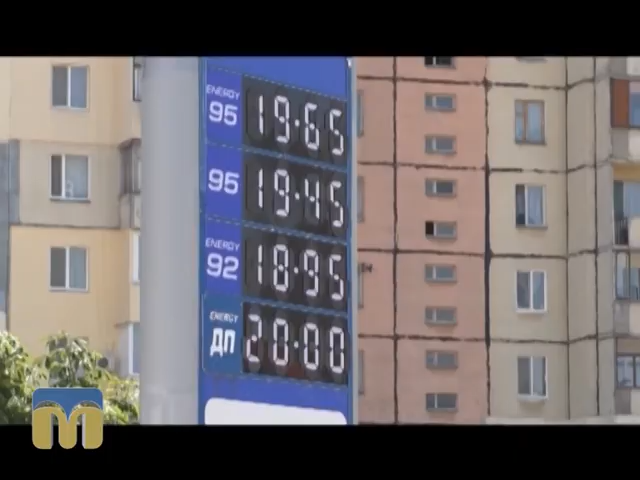 ENERGY
95 19.65
95 19.45
ENERGY
92 18.95
ENERGY
ДП 20.00
M